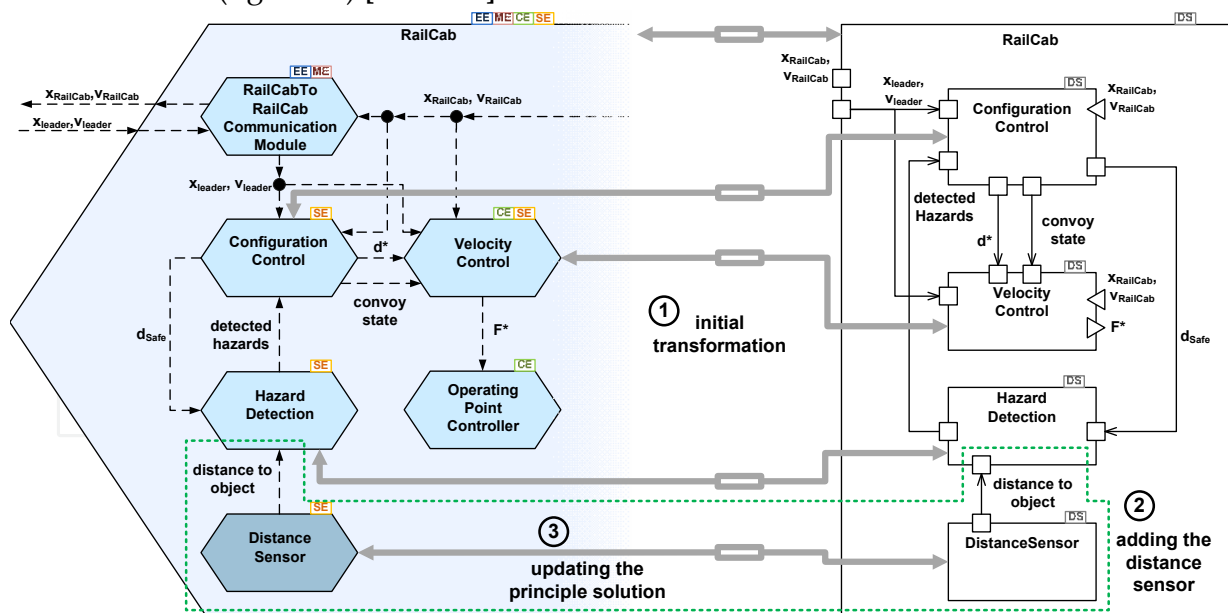 EE ME CE SE
RailCab
EE ME
RailCabTo
RailCab
Communication
Module
xRailCab,vRailCab
xleader,vleader
xRailCab, vRailCab
xleader, vleader
SE
Configuration
Control
d*
convoy
state
CE SE
Velocity
Control
dSafe
detected
hazards
F*
SE
Hazard
Detection
CE
Operating
Point
Controller
distance to
object
SE
Distance
Sensor
1 initial
transformation
3
updating the
principle solution
DS
RailCab
xRailCab,
vRailCab
xleader,
vleader
DS
Configuration
Control
xRailCab,
vRailCab
detected
Hazards
d*
convoy
state
DS
Velocity
Control
xRailCab,
vRailCab
F*
dSafe
DS
Hazard
Detection
distance to
object
DS
DistanceSensor
2
adding the
distance
sensor